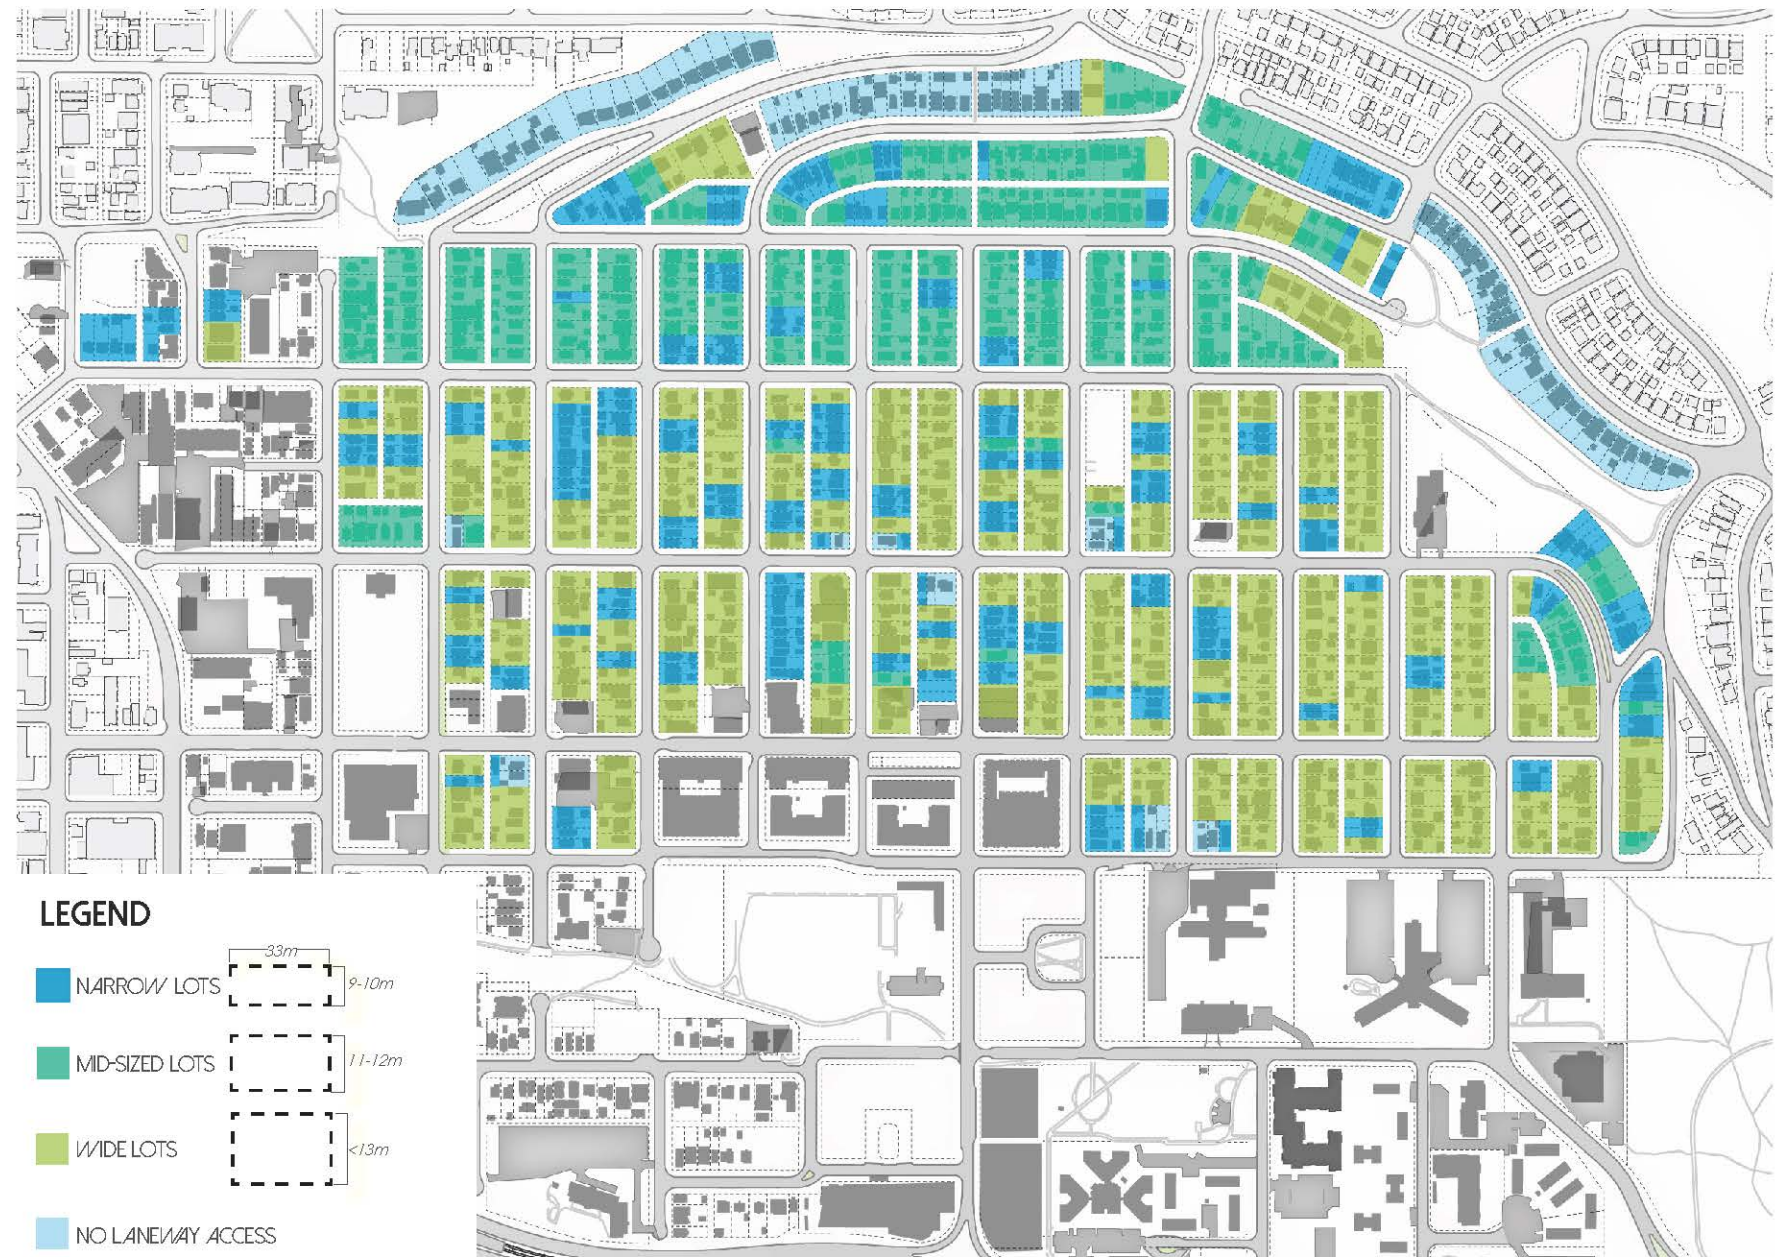 LEGEND
33m
NARROW LOTS
9-10m
MID-SIZED LOTS
11-12m
WIDE LOTS
<13m
NO LANEWAY ACCESS